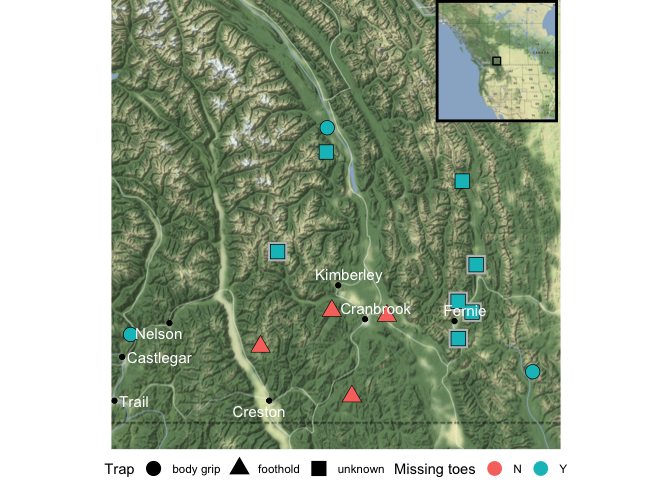 Kimberley
Cranbrook
Fernie
Nelson
Castlegar
Trail
Creston
Trap body grip foothold unknown Missing toes N Y